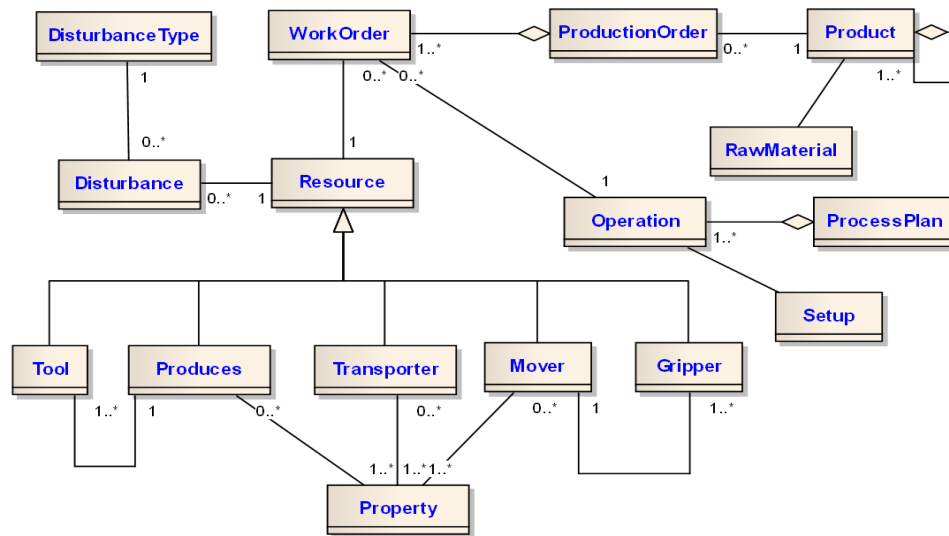 DisturbanceType
WorkOrder
ProductionOrder
Product
1..*
0..*
1
1
0..*
0..*
1..*
0..*
RawMaterial
1
1
Disturbance
0..*
1
Resource
Operation
1..*
ProcessPlan
Setup
Tool
Produces
Transporter
Mover
Gripper
1..*
1
0..*
0..*
0..*
1
1..*
1..*
1..*
1..*
Property